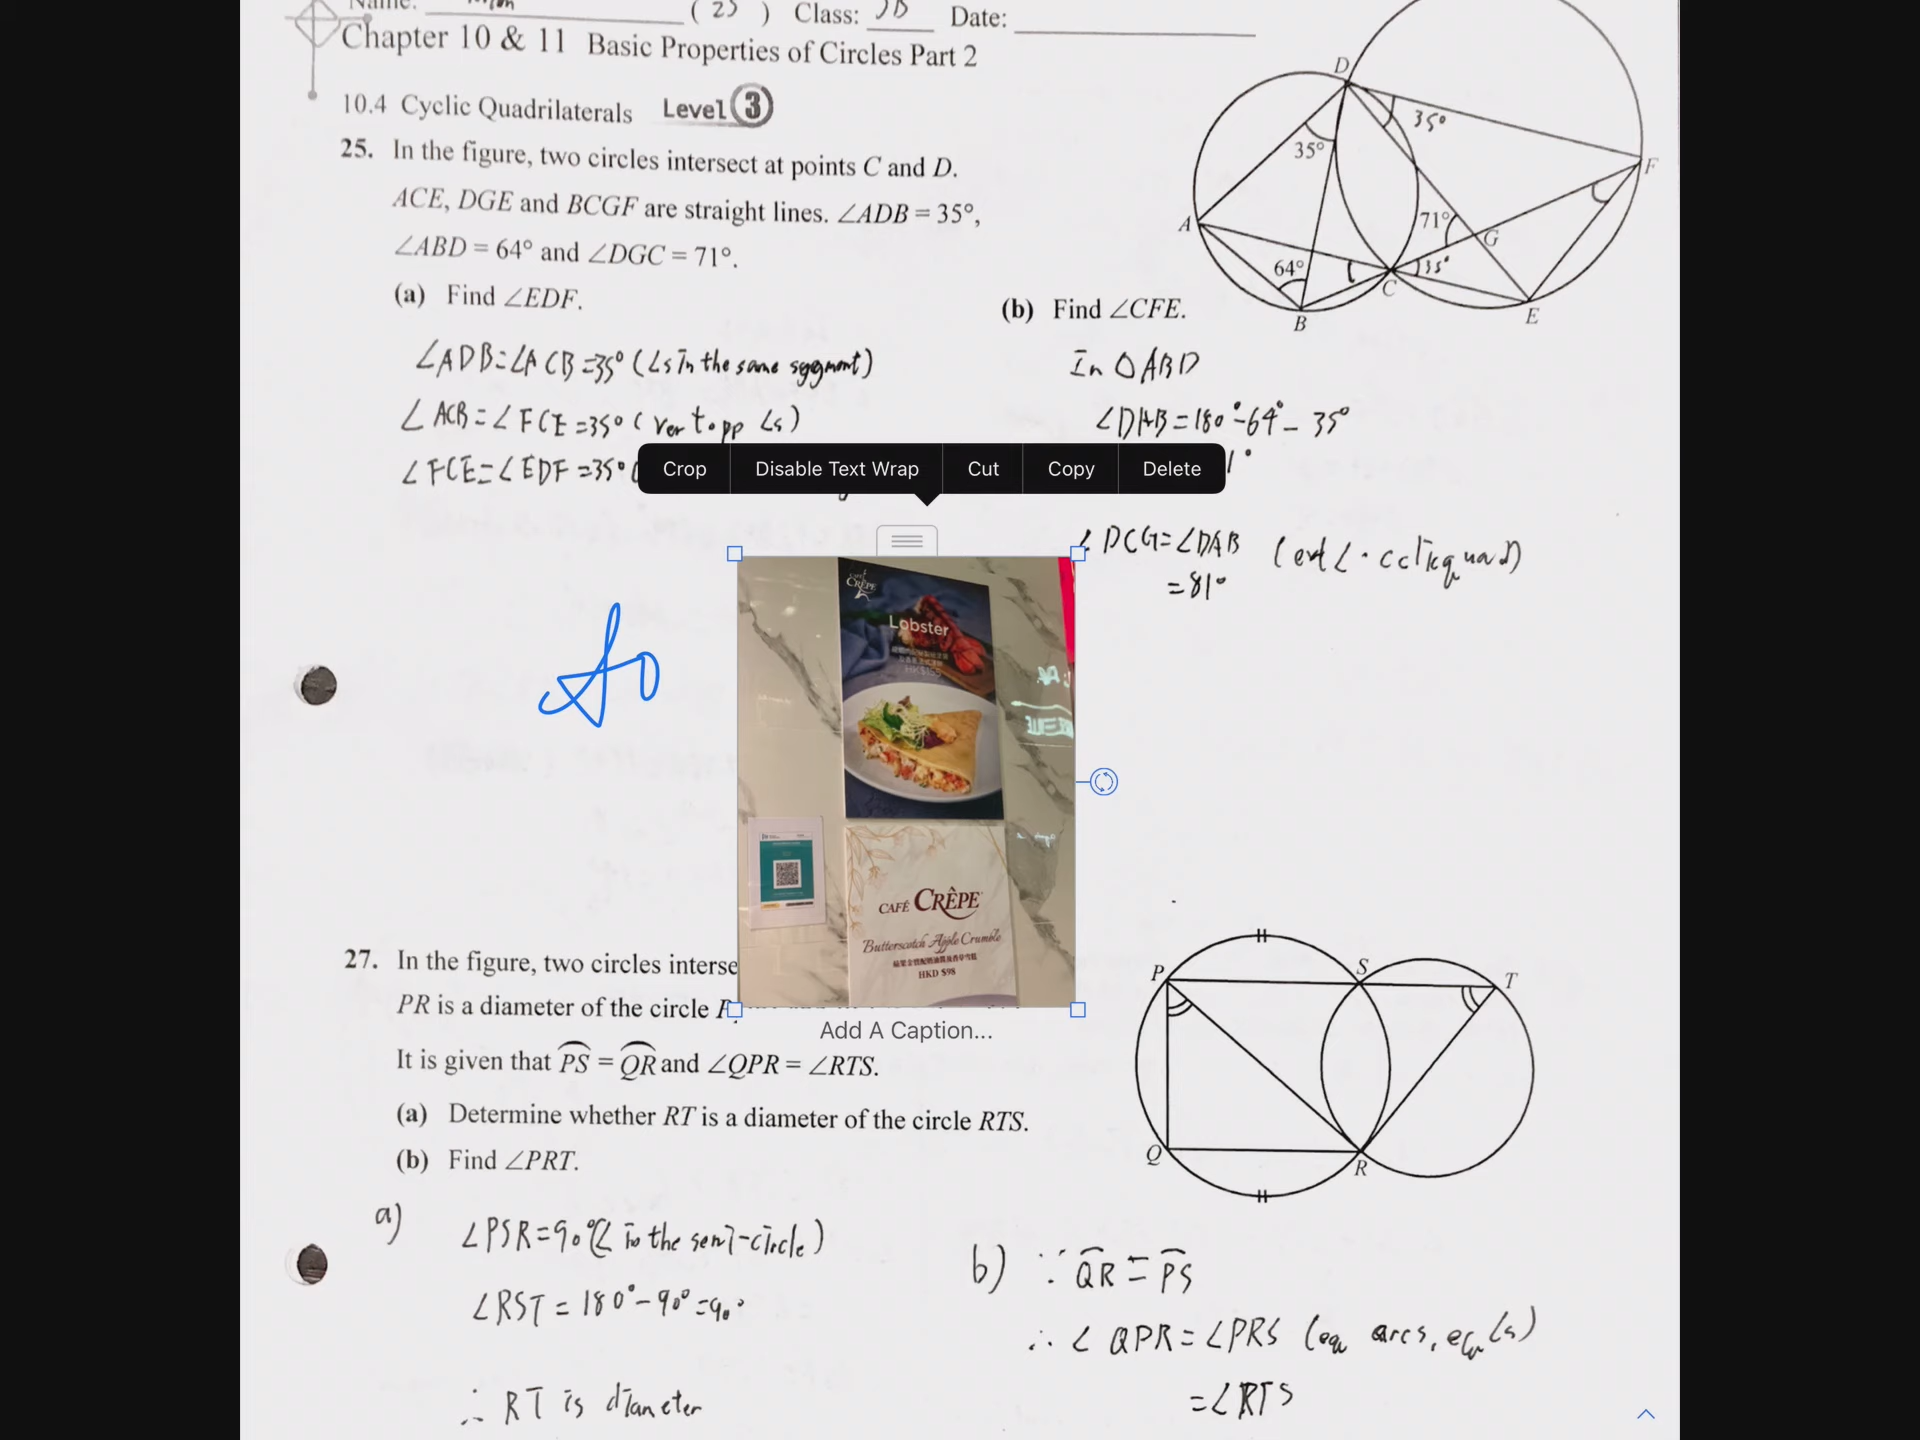 Name: (23) Class: Date:
Chapter 10 & 11 Basic Properties of Circles Part 2
10.4 Cyclic Quadrilaterals Level 3
25. In the figure, two circles intersect at points C and D.
ACE, DGE and BCGF are straight lines. ∠ADB = 35°,
∠ABD = 64° and ∠DGC = 71°.
(a) Find ∠EDF.
(b) Find ∠CFE.
D
35°
35°
F
A
71°
G
64°
35°
C
B
E
∠ADB=∠ACB=35° (∠s in the same sygment)
∠ACB=∠FCE=35° (vert opp ∠s)
∠FCE=∠EDF=35°
In △ABD
∠DAB=180°-64°-35°
1°
∠DCG=∠DAB (ext ∠. cclic quad)
=81°
Crop
Disable Text Wrap
Cut
Copy
Delete
CAFÉ CRÊPE
Lobster
CAFÉ CRÊPE
Butterscotch Apple Crumble
HKD $98
Add A Caption...
27. In the figure, two circles interse
PR is a diameter of the circle
It is given that PS = QR and ∠QPR = ∠RTS.
(a) Determine whether RT is a diameter of the circle RTS.
(b) Find ∠PRT.
P
S
T
Q
R
a) ∠PSR=90° (∠ in the semi-circle)
∠RST = 180°-90°=90°
∴ RT is diameter
b) ∵ QR = PS
∴ ∠QPR=∠PRS (eq arcs, eq ∠s)
=∠RTS